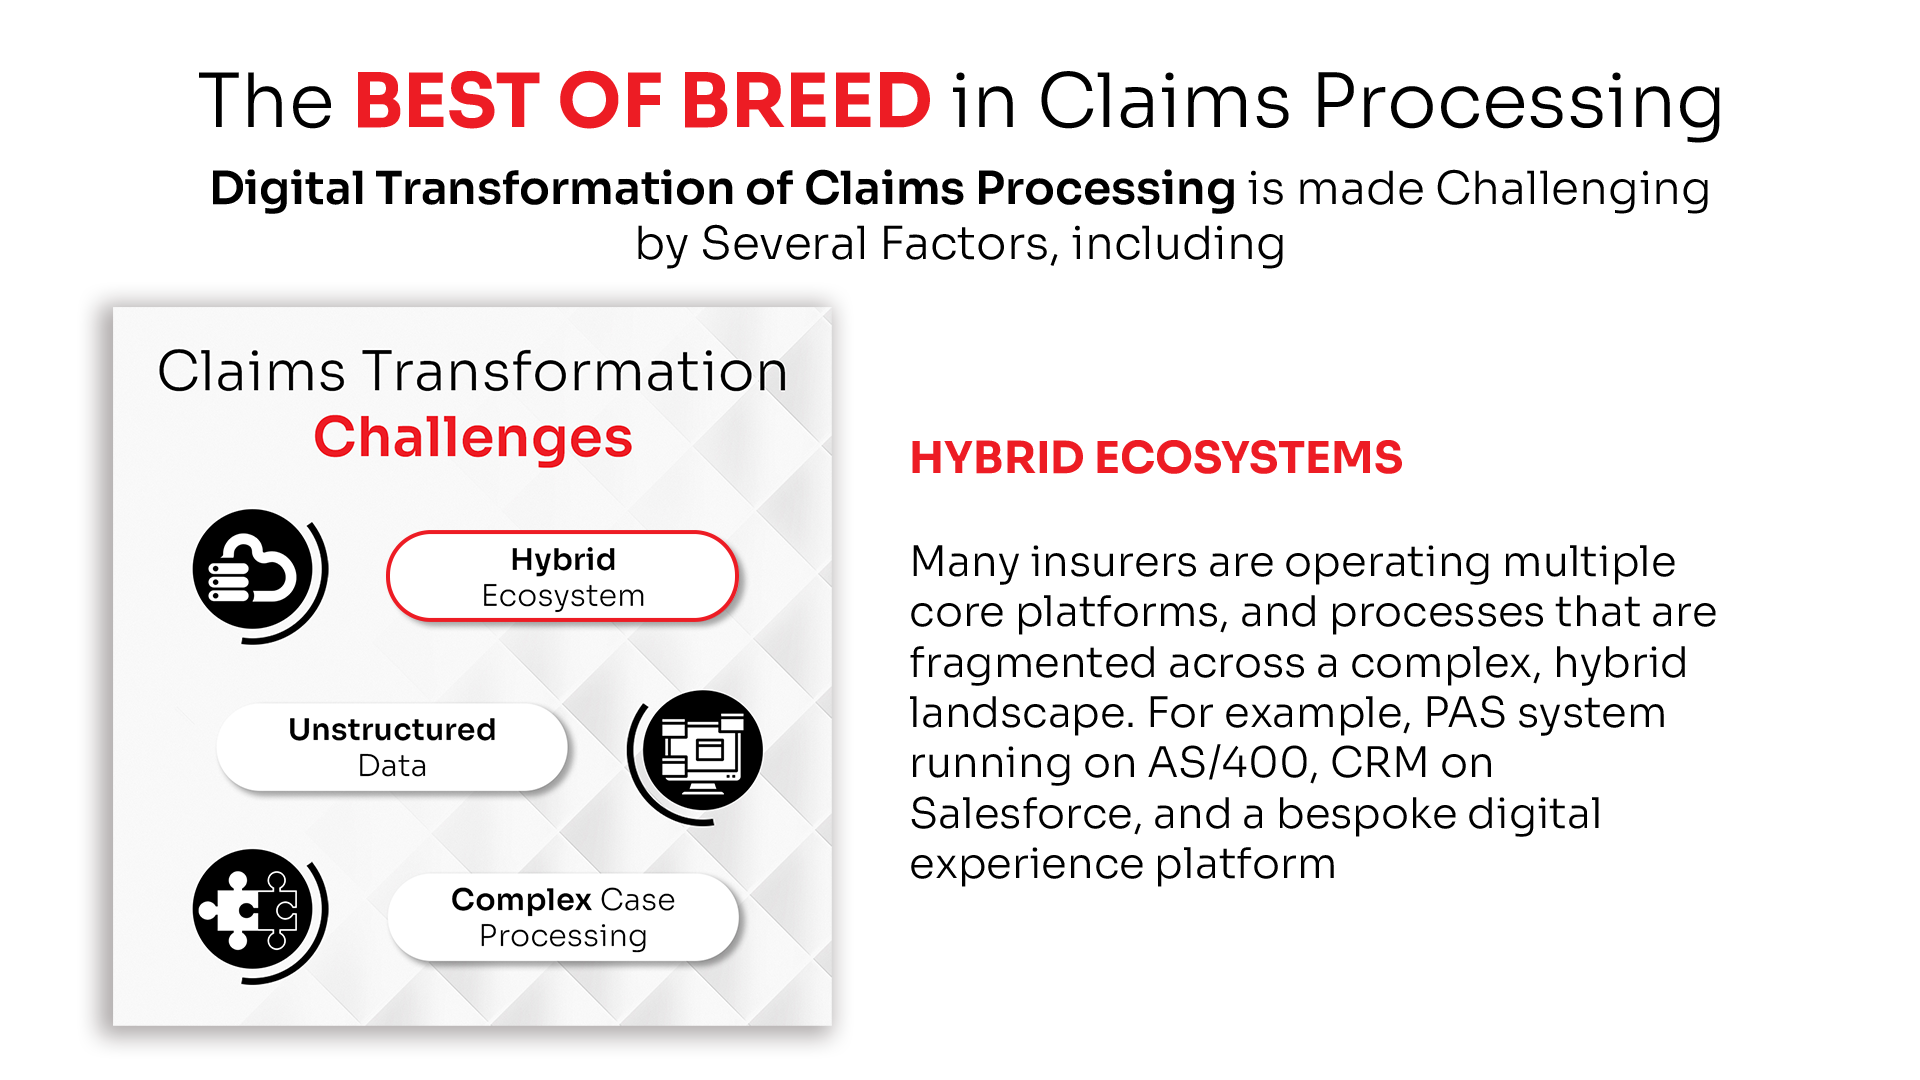 The BEST OF BREED in Claims Processing
Digital Transformation of Claims Processing is made Challenging
by Several Factors, including
Claims Transformation
Challenges
Hybrid
Ecosystem
Unstructured
Data
Complex Case
Processing
HYBRID ECOSYSTEMS
Many insurers are operating multiple
core platforms, and processes that are
fragmented across a complex, hybrid
landscape. For example, PAS system
running on AS/400, CRM on
Salesforce, and a bespoke digital
experience platform